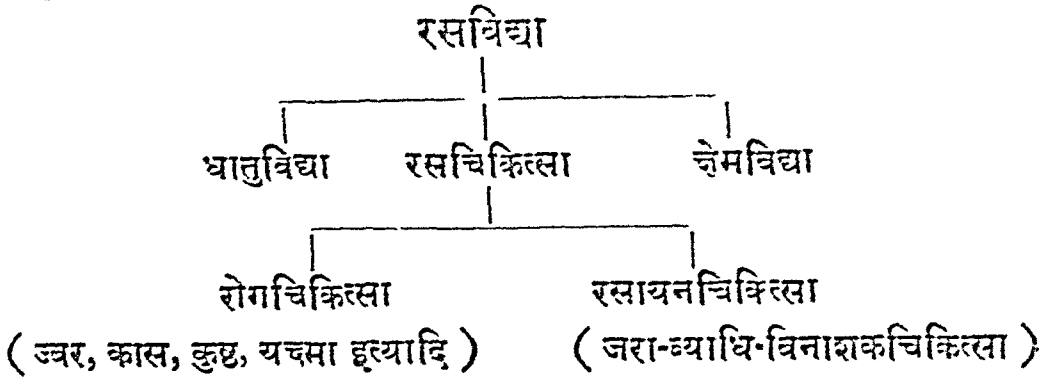 रसविद्या
धातुविद्या रसचिकित्सा क्षेमविद्या
रोगचिकित्सा रसायनचिकित्सा
( ज्वर, कास, कुष्ठ, यक्ष्मा इत्यादि ) ( जरा-व्याधि-विनाशकचिकित्सा )